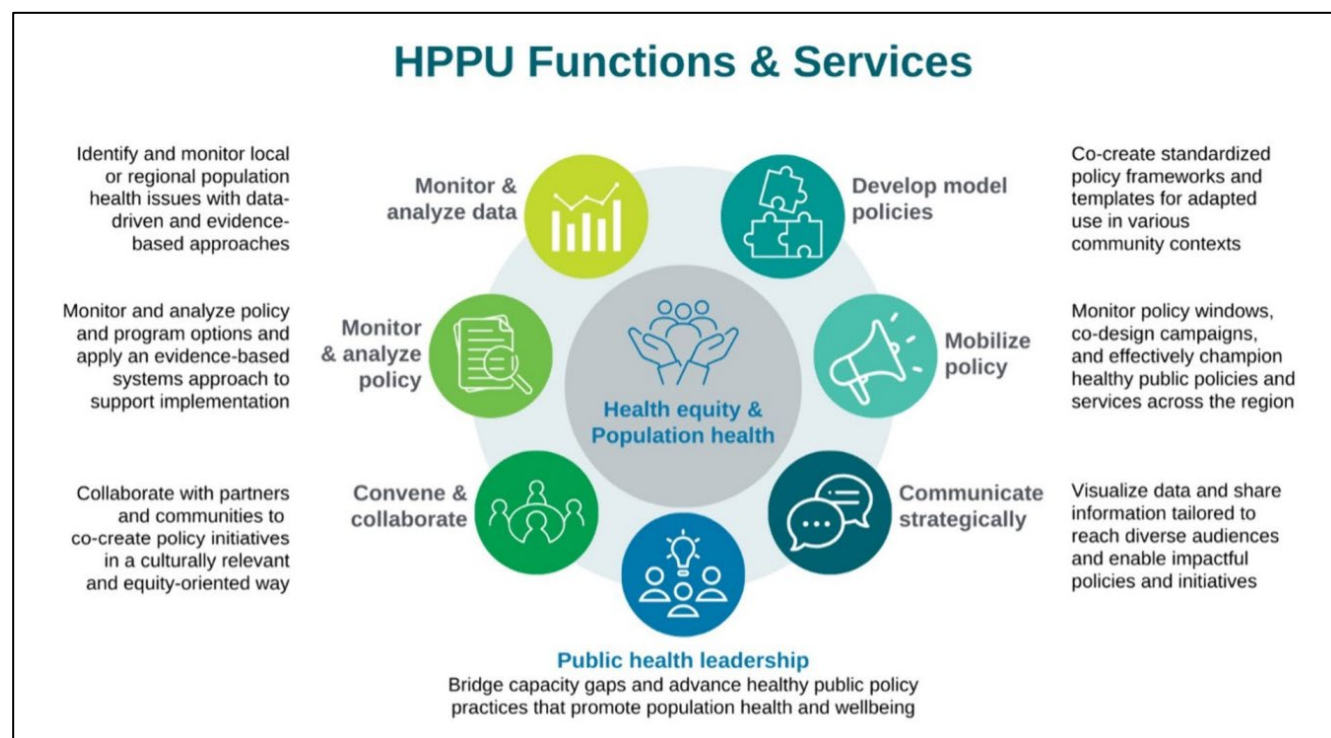 HPPU Functions & Services
Identify and monitor local
or regional population
health issues with data-
driven and evidence-
based approaches
Monitor &
analyze data
Develop model
policies
Co-create standardized
policy frameworks and
templates for adapted
use in various
community contexts
Monitor and analyze policy
and program options and
apply an evidence-based
systems approach to
support implementation
Monitor
& analyze
policy
Health equity &
Population health
Mobilize
policy
Monitor policy windows,
co-design campaigns,
and effectively champion
healthy public policies and
services across the region
Collaborate with partners
and communities to
co-create policy initiatives
in a culturally relevant
and equity-oriented way
Convene &
collaborate
Communicate
strategically
Visualize data and share
information tailored to
reach diverse audiences
and enable impactful
policies and initiatives
Public health leadership
Bridge capacity gaps and advance healthy public policy
practices that promote population health and wellbeing